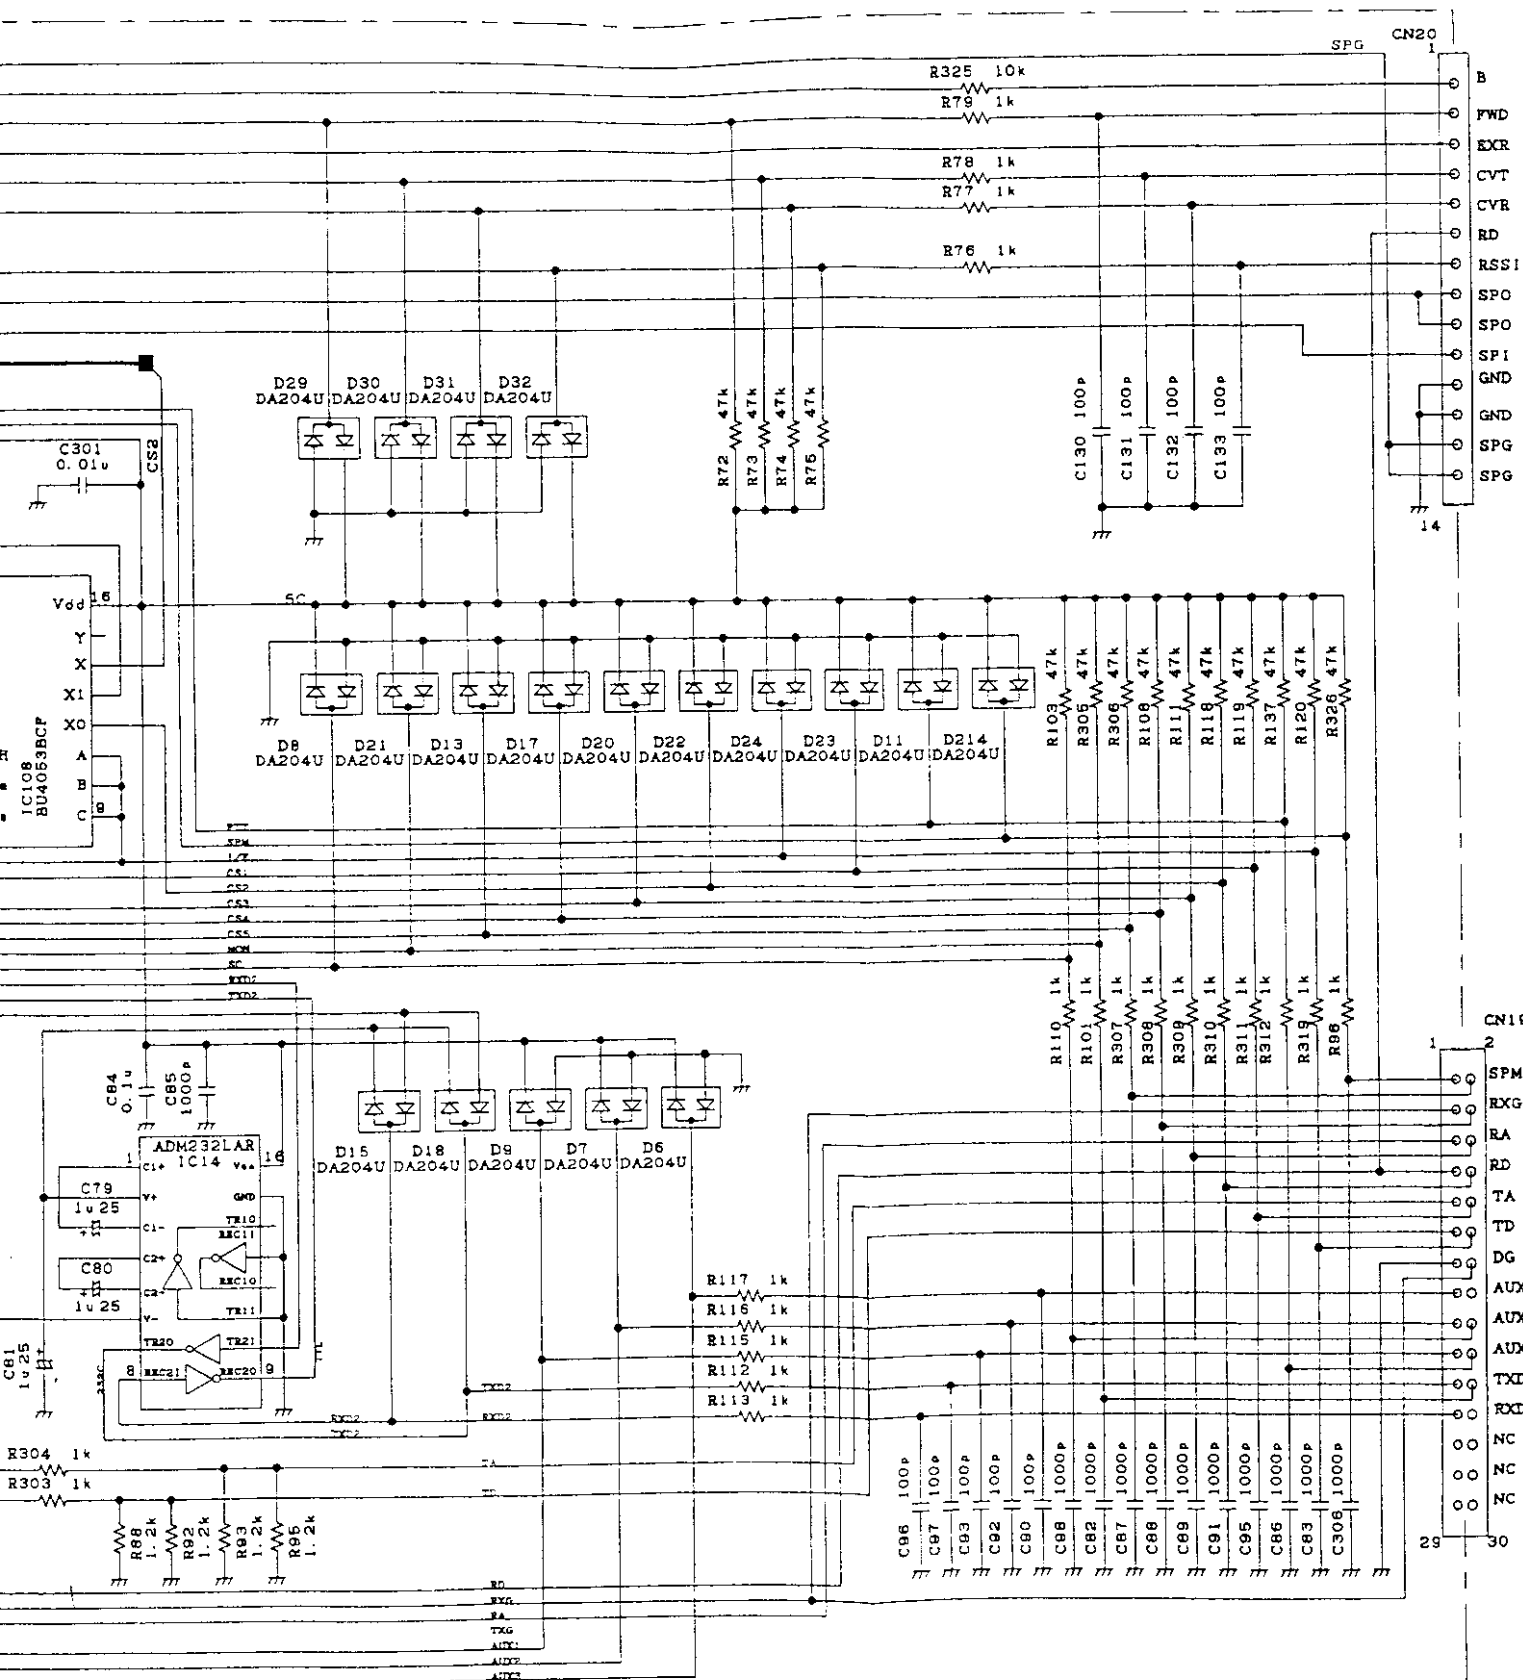 CN20
SPG 1
R325 10k
B
R79 1k
FWD
EXR
R78 1k
CVT
R77 1k
CVR
RD
R76 1k
RSSI
SPO
SPO
SPI
GND
GND
SPG
SPG
14
D29 D30 D31 D32
DA204U DA204U DA204U DA204U
R72 47k
R73 47k
R74 47k
R75 47k
C130 100p
C131 100p
C132 100p
C133 100p
C301
0.01u
CS2
Vdd 16
Y
X
X1
X0
A
B
C 9
H
IC108
BU4053BCF
5C
D8 D21 D13 D17 D20 D22 D24 D23 D11 D214
DA204U DA204U DA204U DA204U DA204U DA204U DA204U DA204U DA204U DA204U
R103 47k
R305 47k
R306 47k
R108 47k
R111 47k
R118 47k
R119 47k
R137 47k
R120 47k
R326 47k
SPM
CS1
CS2
CS3
CS4
CS5
MON
SC
RXD2
TXD2
R110 1k
R101 1k
R307 1k
R308 1k
R309 1k
R310 1k
R311 1k
R312 1k
R319 1k
R98 1k
CN19
1 2
SPM
RXG
RA
RD
TA
TD
DG
AUX
AUX
AUX
TXD
RXD
NC
NC
NC
29 30
C84
0.1u
C85
1000p
D15 D18 D9 D7 D6
DA204U DA204U DA204U DA204U DA204U
ADM232LAR
IC14
1 C1+ 16
V+ GND
C1- TR10
REC11
C2+
C2- REC10
V- TR11
TR20 TR21
8 REC21 REC20 9
C79
1u25
C80
1u25
C81
1u25
232C
TTL
R117 1k
R116 1k
R115 1k
R112 1k
R113 1k
TXD2
RXD2
RXD2
TXD2
R304 1k
R303 1k
TA
TD
R88
1.2k
R92
1.2k
R93
1.2k
R95
1.2k
C96 100p
C97 100p
C93 100p
C92 100p
C90 100p
C98 1000p
C82 1000p
C87 1000p
C88 1000p
C89 1000p
C91 1000p
C95 1000p
C86 1000p
C83 1000p
C306 1000p
RD
RXG
RA
TXG
AUX1
AUX2
AUX3